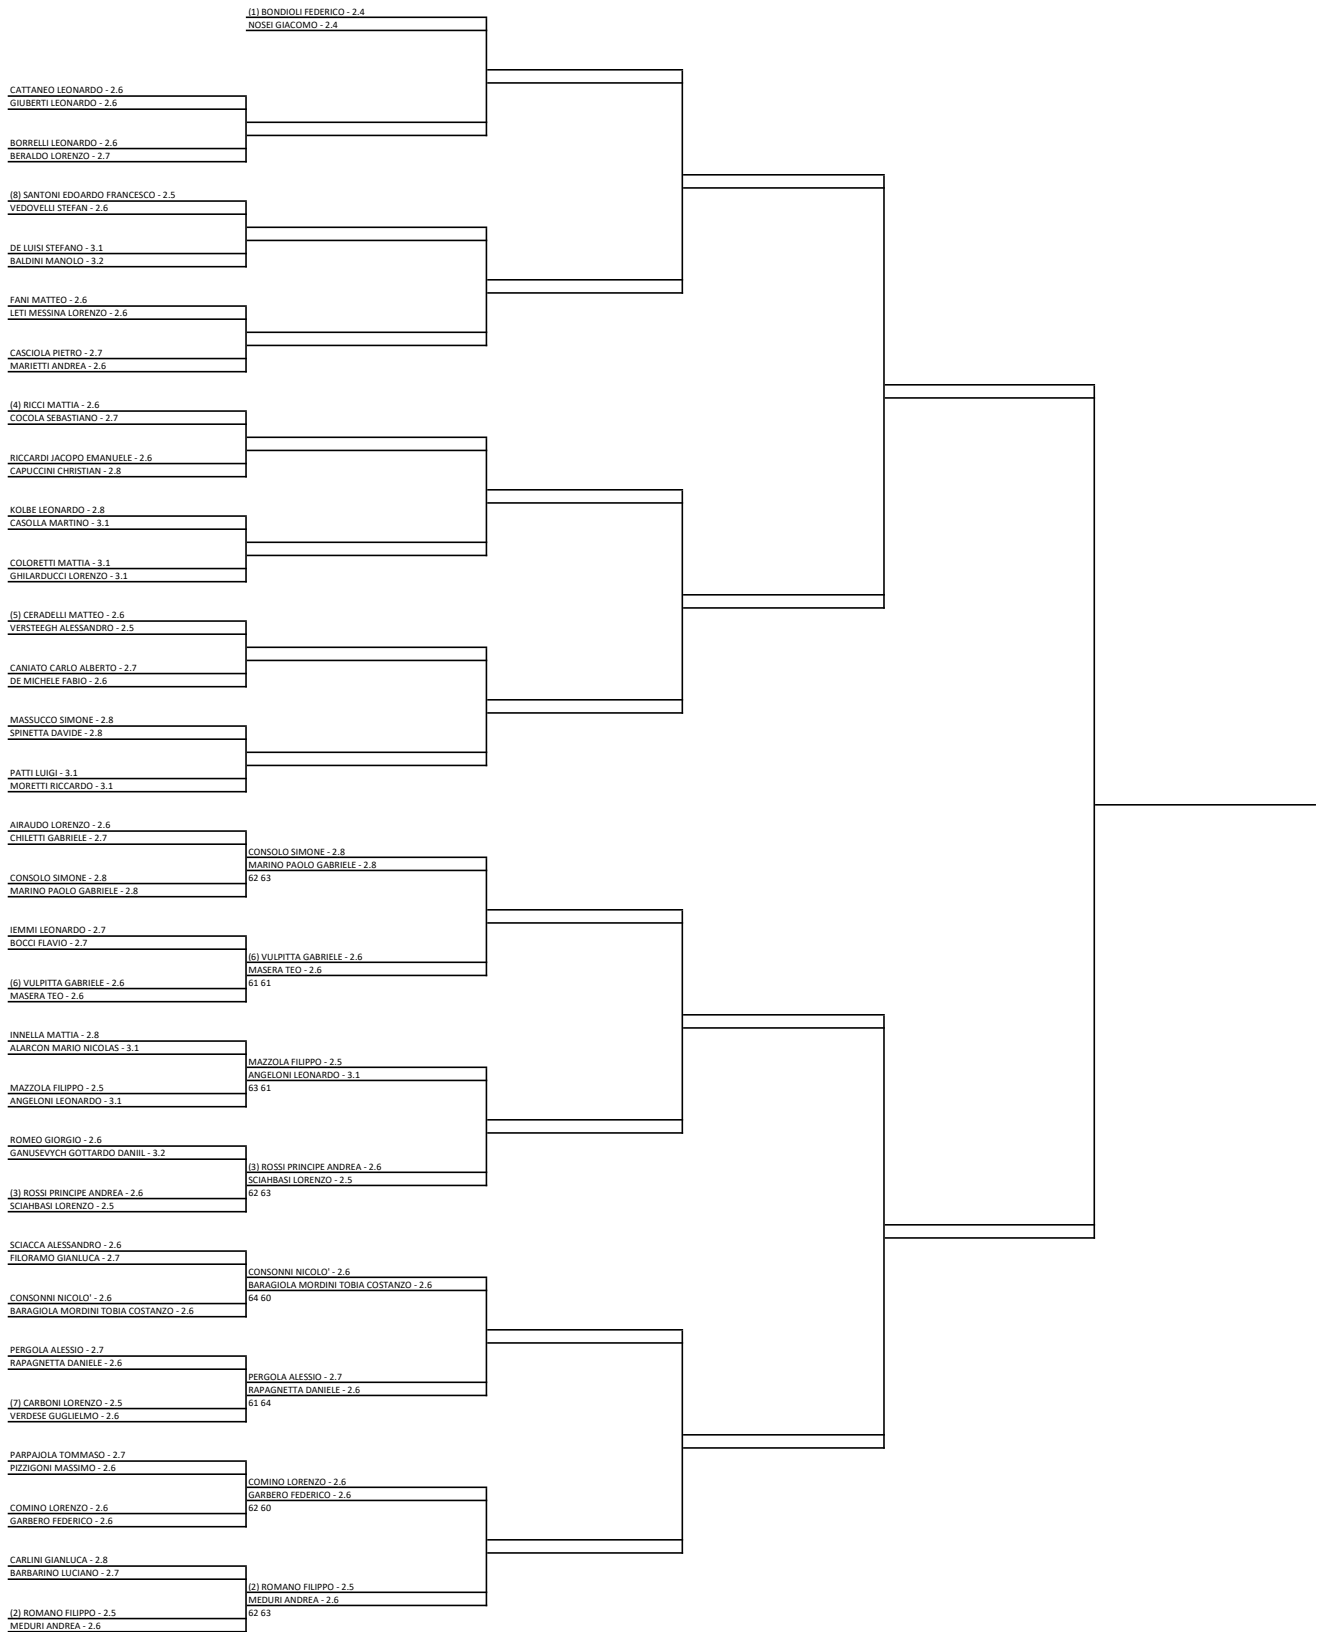 (1) BONDIOLI FEDERICO - 2.4
NOSEI GIACOMO - 2.4
CATTANEO LEONARDO - 2.6
GIUBERTI LEONARDO - 2.6
BORRELLI LEONARDO - 2.6
BERALDO LORENZO - 2.7
(8) SANTONI EDOARDO FRANCESCO - 2.5
VEDOVELLI STEFAN - 2.6
DE LUISI STEFANO - 3.1
BALDINI MANOLO - 3.2
FANI MATTEO - 2.6
LETI MESSINA LORENZO - 2.6
CASCIOLA PIETRO - 2.7
MARIETTI ANDREA - 2.6
(4) RICCI MATTIA - 2.6
COCOLA SEBASTIANO - 2.7
RICCARDI JACOPO EMANUELE - 2.6
CAPUCCINI CHRISTIAN - 2.8
KOLBE LEONARDO - 2.8
CASOLLA MARTINO - 3.1
COLORETTI MATTIA - 3.1
GHILARDUCCI LORENZO - 3.1
(5) CERADELLI MATTEO - 2.6
VERSTEEGH ALESSANDRO - 2.5
CANIATO CARLO ALBERTO - 2.7
DE MICHELE FABIO - 2.6
MASSUCCO SIMONE - 2.8
SPINETTA DAVIDE - 2.8
PATTI LUIGI - 3.1
MORETTI RICCARDO - 3.1
AIRAUDO LORENZO - 2.6
CHILETTI GABRIELE - 2.7
CONSOLO SIMONE - 2.8
MARINO PAOLO GABRIELE - 2.8
CONSOLO SIMONE - 2.8
MARINO PAOLO GABRIELE - 2.8
62 63
IEMMI LEONARDO - 2.7
BOCCI FLAVIO - 2.7
(6) VULPITTA GABRIELE - 2.6
MASERA TEO - 2.6
(6) VULPITTA GABRIELE - 2.6
MASERA TEO - 2.6
61 61
INNELLA MATTIA - 2.8
ALARCON MARIO NICOLAS - 3.1
MAZZOLA FILIPPO - 2.5
ANGELONI LEONARDO - 3.1
MAZZOLA FILIPPO - 2.5
ANGELONI LEONARDO - 3.1
63 61
ROMEO GIORGIO - 2.6
GANUSEVYCH GOTTARDO DANIIL - 3.2
(3) ROSSI PRINCIPE ANDREA - 2.6
SCIAHBASI LORENZO - 2.5
(3) ROSSI PRINCIPE ANDREA - 2.6
SCIAHBASI LORENZO - 2.5
62 63
SCIACCA ALESSANDRO - 2.6
FILORAMO GIANLUCA - 2.7
CONSONNI NICOLO' - 2.6
BARAGIOLA MORDINI TOBIA COSTANZO - 2.6
CONSONNI NICOLO' - 2.6
BARAGIOLA MORDINI TOBIA COSTANZO - 2.6
64 60
PERGOLA ALESSIO - 2.7
RAPAGNETTA DANIELE - 2.6
PERGOLA ALESSIO - 2.7
RAPAGNETTA DANIELE - 2.6
61 64
(7) CARBONI LORENZO - 2.5
VERDESE GUGLIELMO - 2.6
PARPAJOLA TOMMASO - 2.7
PIZZIGONI MASSIMO - 2.6
COMINO LORENZO - 2.6
GARBERO FEDERICO - 2.6
62 60
COMINO LORENZO - 2.6
GARBERO FEDERICO - 2.6
CARLINI GIANLUCA - 2.8
BARBARINO LUCIANO - 2.7
(2) ROMANO FILIPPO - 2.5
MEDURI ANDREA - 2.6
62 63
(2) ROMANO FILIPPO - 2.5
MEDURI ANDREA - 2.6